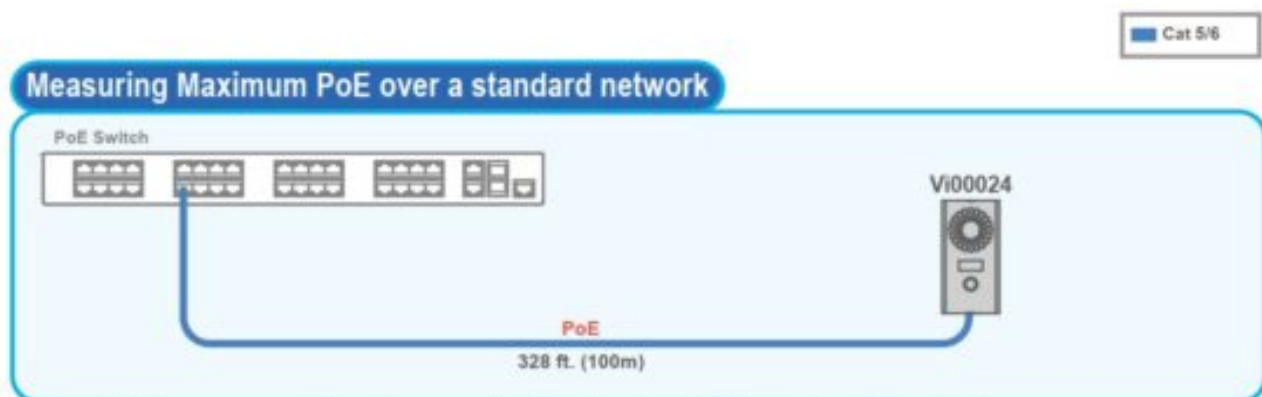 Cat 5/6
Measuring Maximum PoE over a standard network
PoE Switch
Vi00024
PoE
328 ft. (100m)